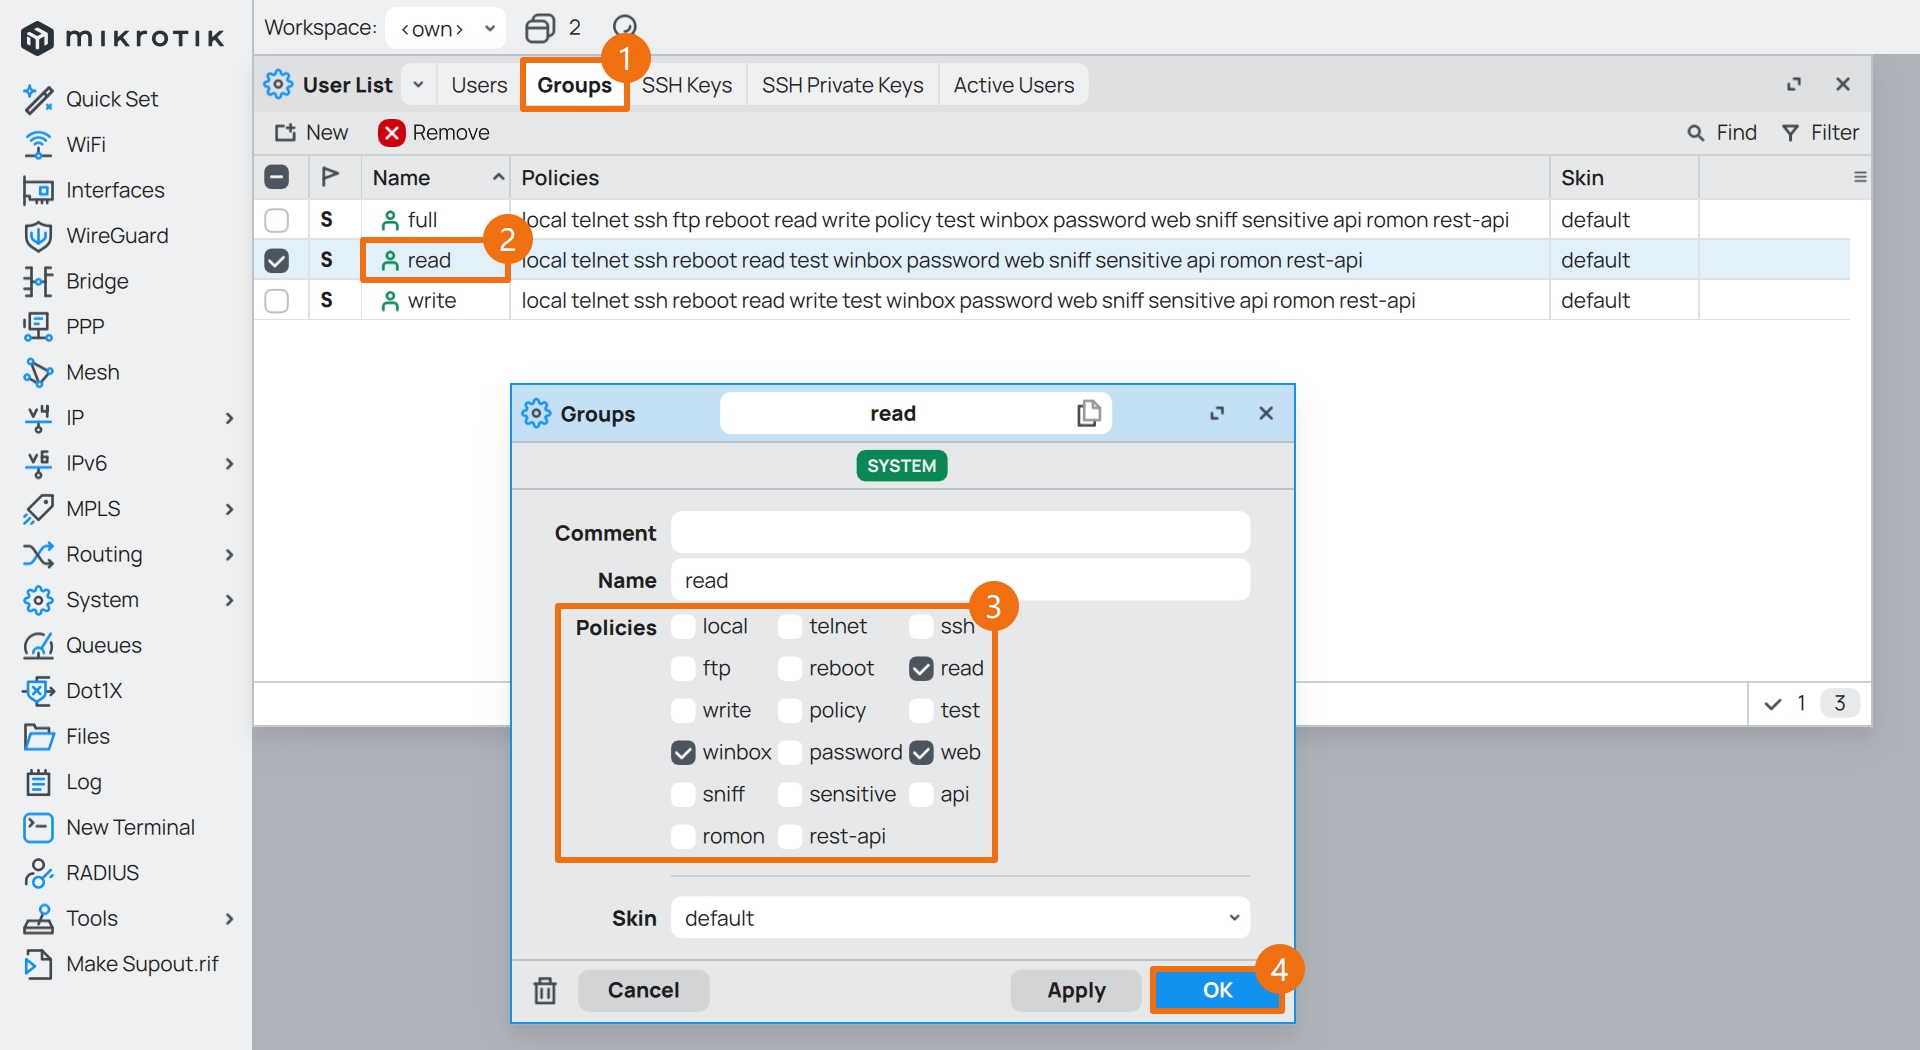 mikrotik
Workspace: <own> 2
User List Users Groups SSH Keys SSH Private Keys Active Users
1
New Remove Find Filter
Name Policies Skin
S full local telnet ssh ftp reboot read write policy test winbox password web sniff sensitive api romon rest-api default
2
S read local telnet ssh reboot read test winbox password web sniff sensitive api romon rest-api default
S write local telnet ssh reboot read write test winbox password web sniff sensitive api romon rest-api default
Quick Set
WiFi
Interfaces
WireGuard
Bridge
PPP
Mesh
v4 IP
v6 IPv6
MPLS
Routing
System
Queues
Dot1X
Files
Log
New Terminal
RADIUS
Tools
Make Supout.rif
Groups read
SYSTEM
Comment
Name read
3
Policies local telnet ssh
ftp reboot read
write policy test
winbox password web
sniff sensitive api
romon rest-api
Skin default
4
Cancel Apply OK
1 3